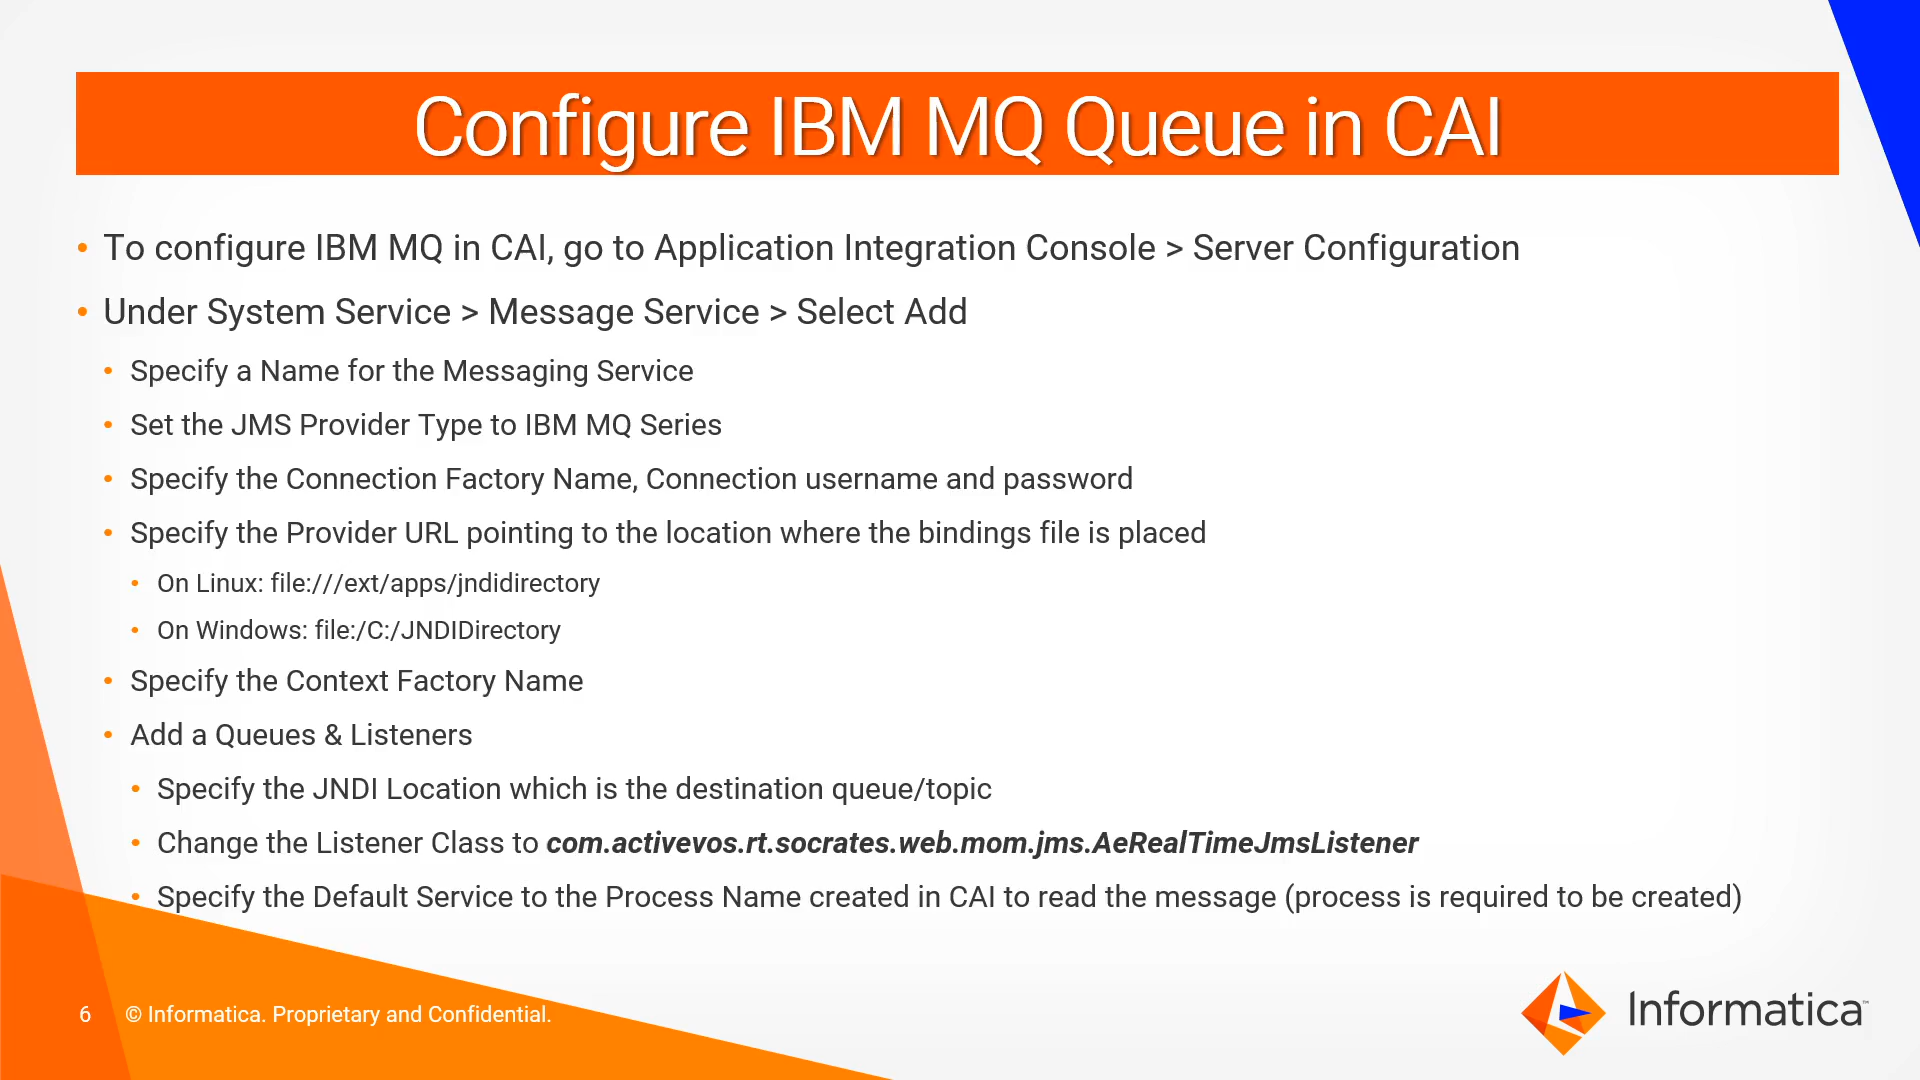 Configure IBM MQ Queue in CAI
• To configure IBM MQ in CAI, go to Application Integration Console > Server Configuration
• Under System Service > Message Service > Select Add
• Specify a Name for the Messaging Service
• Set the JMS Provider Type to IBM MQ Series
• Specify the Connection Factory Name, Connection username and password
• Specify the Provider URL pointing to the location where the bindings file is placed
• On Linux: file:///ext/apps/jndidirectory
• On Windows: file:/C:/JNDIDirectory
• Specify the Context Factory Name
• Add a Queues & Listeners
• Specify the JNDI Location which is the destination queue/topic
• Change the Listener Class to com.activevos.rt.socrates.web.mom.jms.AeRealTimeJmsListener
• Specify the Default Service to the Process Name created in CAI to read the message (process is required to be created)
6 © Informatica. Proprietary and Confidential.
Informatica™